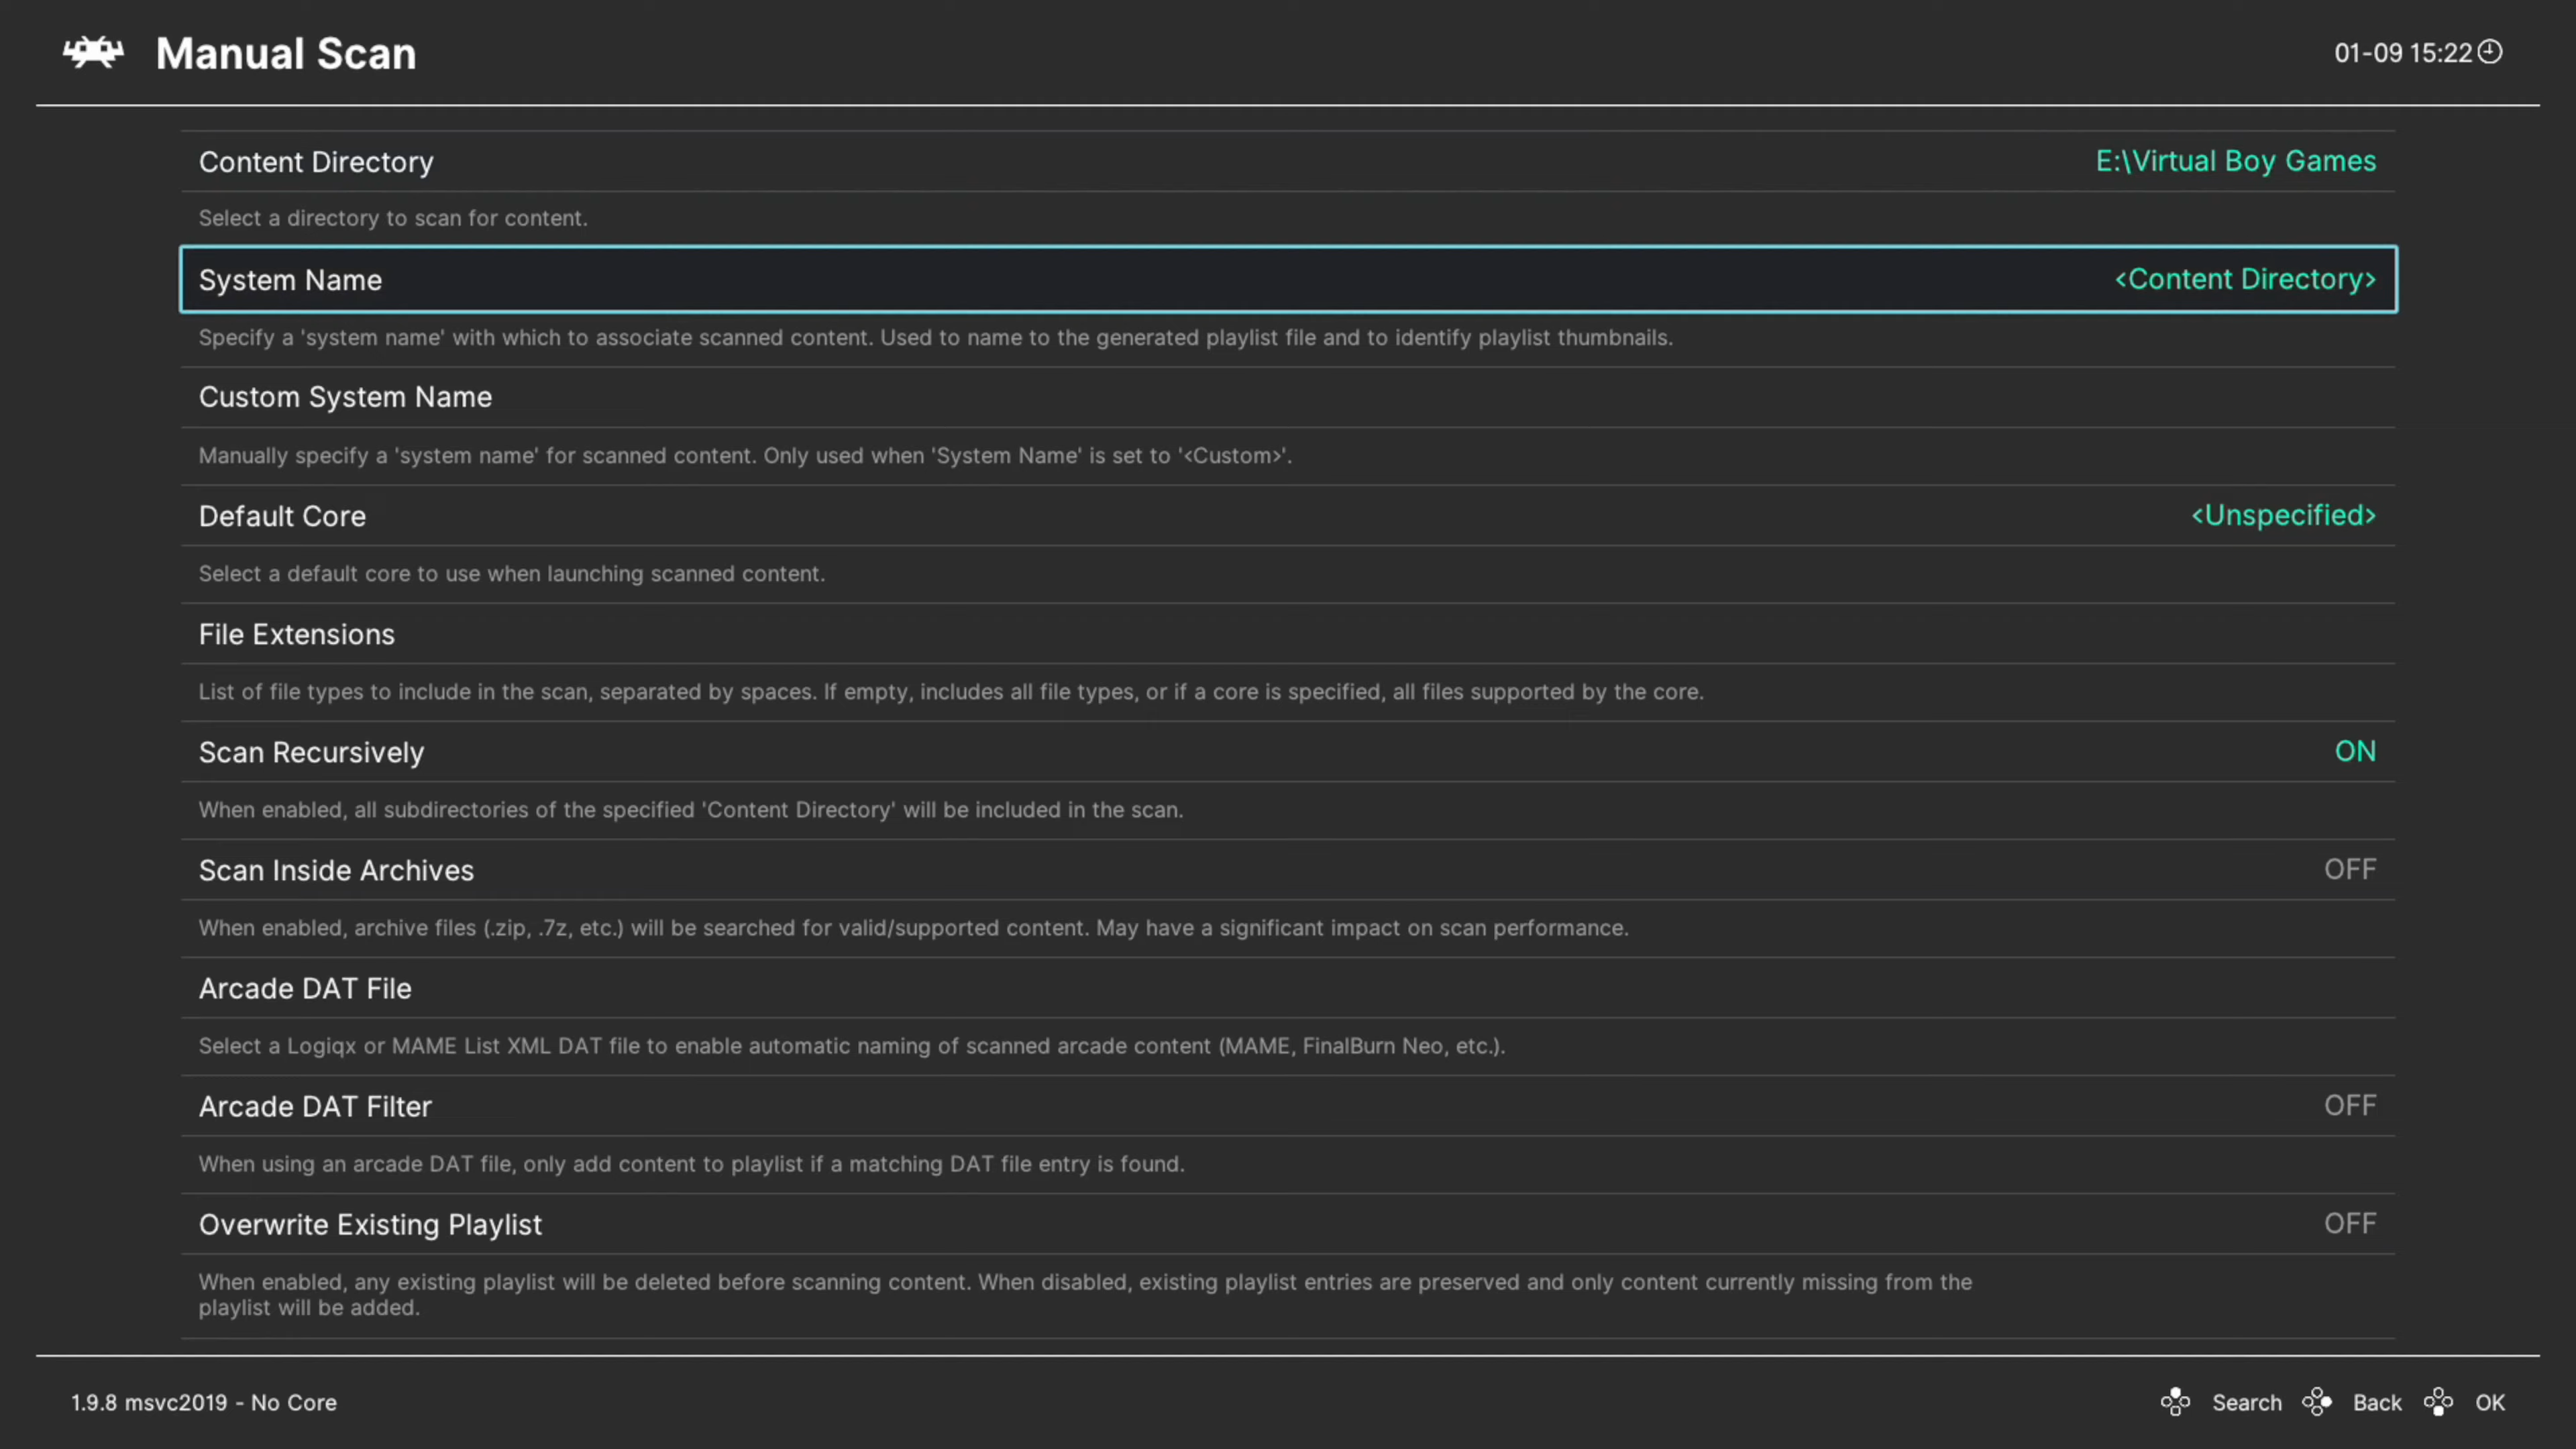 Manual Scan
01-09 15:22
Content Directory
E:\Virtual Boy Games
Select a directory to scan for content.
System Name
<Content Directory>
Specify a 'system name' with which to associate scanned content. Used to name to the generated playlist file and to identify playlist thumbnails.
Custom System Name
Manually specify a 'system name' for scanned content. Only used when 'System Name' is set to '<Custom>'.
Default Core
<Unspecified>
Select a default core to use when launching scanned content.
File Extensions
List of file types to include in the scan, separated by spaces. If empty, includes all file types, or if a core is specified, all files supported by the core.
Scan Recursively
ON
When enabled, all subdirectories of the specified 'Content Directory' will be included in the scan.
Scan Inside Archives
OFF
When enabled, archive files (.zip, .7z, etc.) will be searched for valid/supported content. May have a significant impact on scan performance.
Arcade DAT File
Select a Logiqx or MAME List XML DAT file to enable automatic naming of scanned arcade content (MAME, FinalBurn Neo, etc.).
Arcade DAT Filter
OFF
When using an arcade DAT file, only add content to playlist if a matching DAT file entry is found.
Overwrite Existing Playlist
OFF
When enabled, any existing playlist will be deleted before scanning content. When disabled, existing playlist entries are preserved and only content currently missing from the
playlist will be added.
1.9.8 msvc2019 - No Core
Search
Back
OK